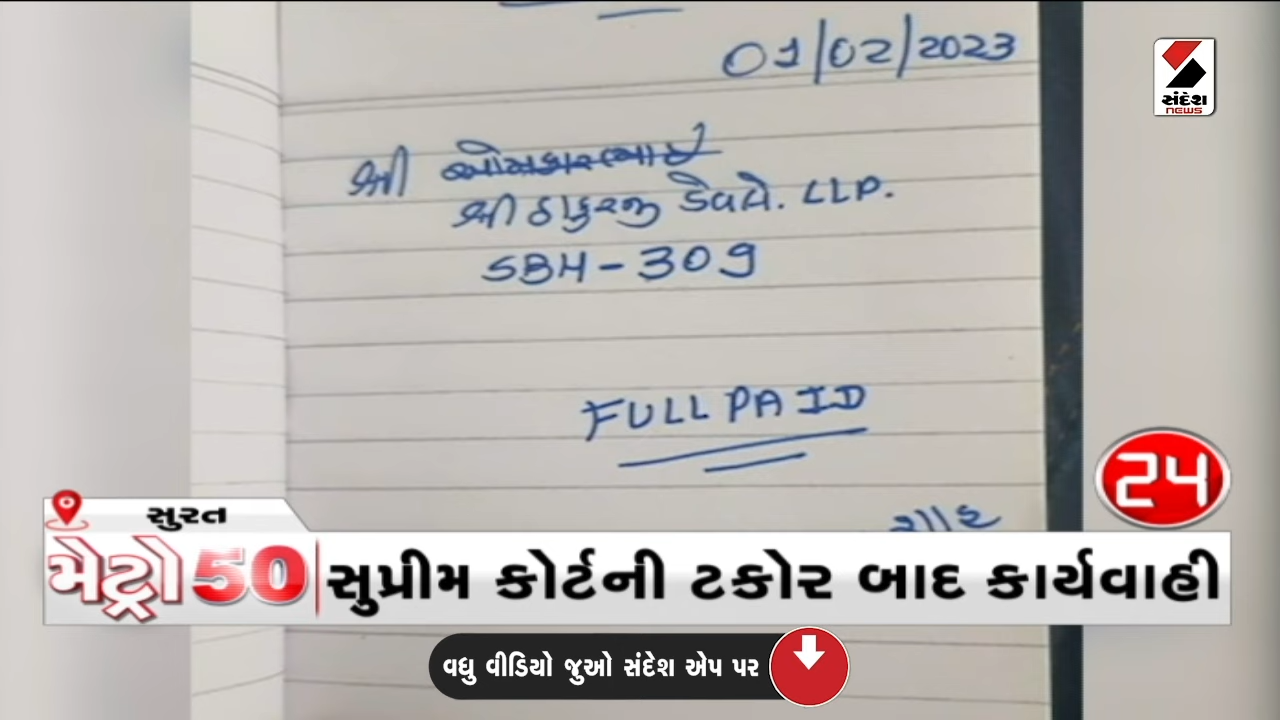 01/02/2023
સંદેશ
NEWS
શ્રી
શ્રી ઠાકુરજી ડેવલો. LLP.
SBH-309
FULL PAID
24
શાહ
સુરત
મેટ્રો 50
સુપ્રીમ કોર્ટની ટકોર બાદ કાર્યવાહી
વધુ વીડિયો જુઓ સંદેશ એપ પર